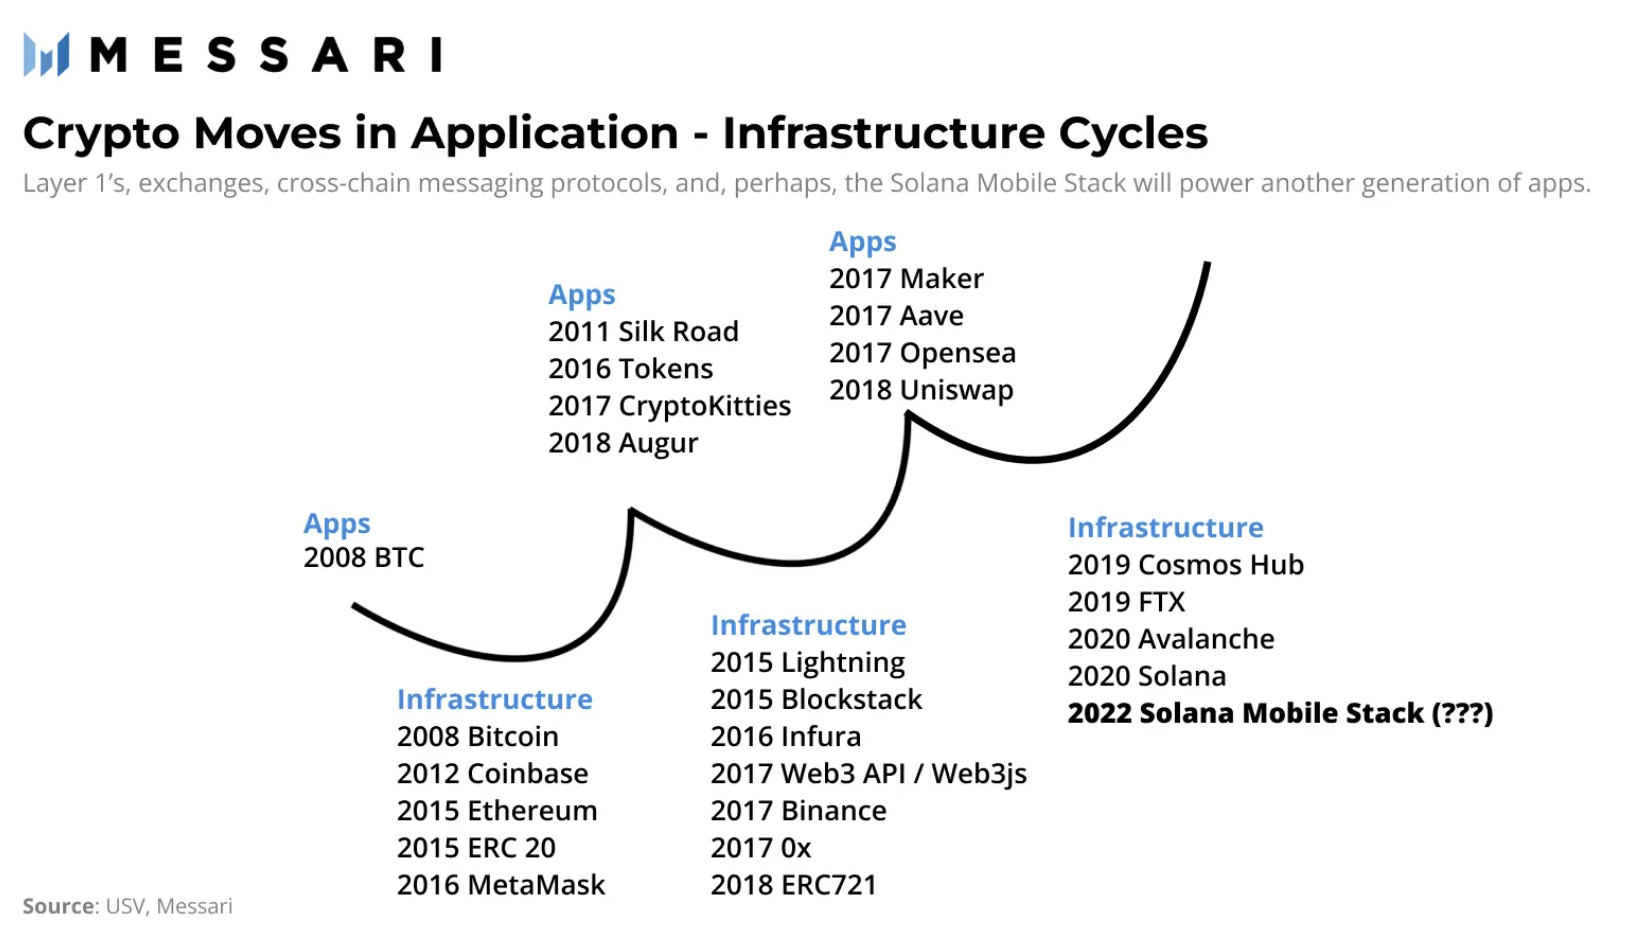 MESSARI
Crypto Moves in Application - Infrastructure Cycles
Layer 1’s, exchanges, cross-chain messaging protocols, and, perhaps, the Solana Mobile Stack will power another generation of apps.
Apps
2008 BTC
Infrastructure
2008 Bitcoin
2012 Coinbase
2015 Ethereum
2015 ERC 20
2016 MetaMask
Apps
2011 Silk Road
2016 Tokens
2017 CryptoKitties
2018 Augur
Infrastructure
2015 Lightning
2015 Blockstack
2016 Infura
2017 Web3 API / Web3js
2017 Binance
2017 0x
2018 ERC721
Apps
2017 Maker
2017 Aave
2017 Opensea
2018 Uniswap
Infrastructure
2019 Cosmos Hub
2019 FTX
2020 Avalanche
2020 Solana
2022 Solana Mobile Stack (???)
Source: USV, Messari